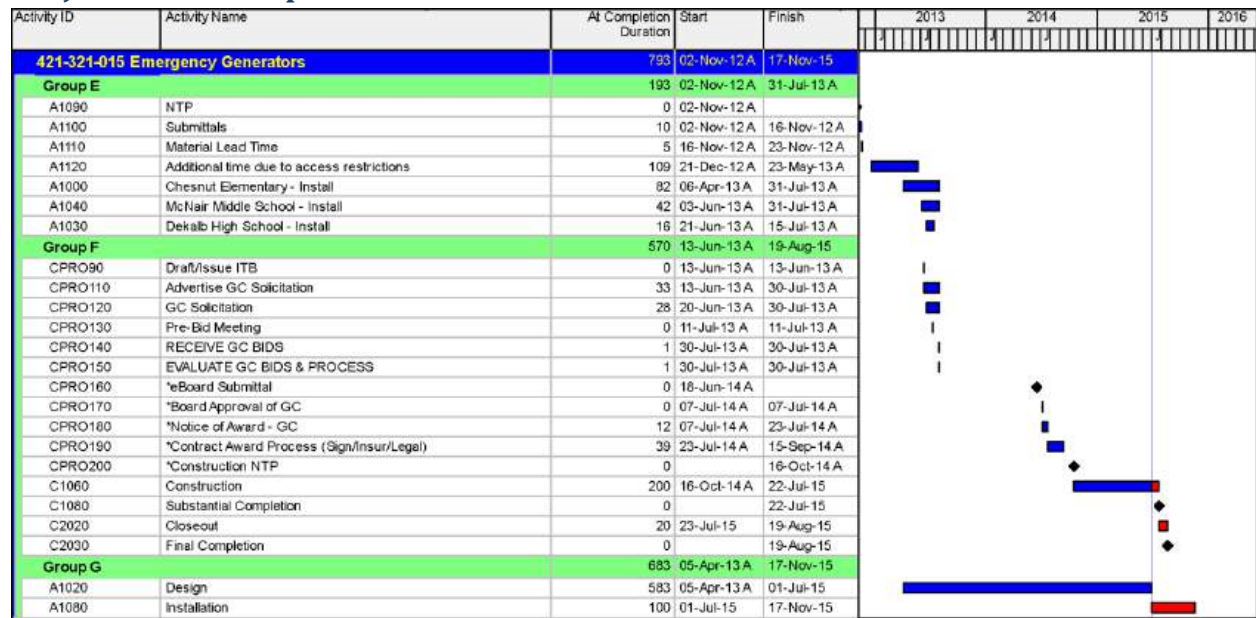 Activity ID Activity Name At Completion Duration Start Finish 2013 2014 2015 2016
J J J
421-321-015 Emergency Generators 793 02-Nov-12 A 17-Nov-15
Group E 193 02-Nov-12 A 31-Jul-13 A
A1090 NTP 0 02-Nov-12 A
A1100 Submittals 10 02-Nov-12 A 16-Nov-12 A
A1110 Material Lead Time 5 16-Nov-12 A 23-Nov-12 A
A1120 Additional time due to access restrictions 109 21-Dec-12 A 23-May-13 A
A1000 Chesnut Elementary - Install 82 06-Apr-13 A 31-Jul-13 A
A1040 McNair Middle School - Install 42 03-Jun-13 A 31-Jul-13 A
A1030 Dekalb High School - Install 16 21-Jun-13 A 15-Jul-13 A
Group F 570 13-Jun-13 A 19-Aug-15
CPRO90 Draft/Issue ITB 0 13-Jun-13 A 13-Jun-13 A
CPRO110 Advertise GC Solicitation 33 13-Jun-13 A 30-Jul-13 A
CPRO120 GC Solicitation 28 20-Jun-13 A 30-Jul-13 A
CPRO130 Pre-Bid Meeting 0 11-Jul-13 A 11-Jul-13 A
CPRO140 RECEIVE GC BIDS 1 30-Jul-13 A 30-Jul-13 A
CPRO150 EVALUATE GC BIDS & PROCESS 1 30-Jul-13 A 30-Jul-13 A
CPRO160 *eBoard Submittal 0 18-Jun-14 A
CPRO170 *Board Approval of GC 0 07-Jul-14 A 07-Jul-14 A
CPRO180 *Notice of Award - GC 12 07-Jul-14 A 23-Jul-14 A
CPRO190 *Contract Award Process (Sign/Insur/Legal) 39 23-Jul-14 A 15-Sep-14 A
CPRO200 *Construction NTP 0 16-Oct-14 A
C1060 Construction 200 16-Oct-14 A 22-Jul-15
C1080 Substantial Completion 0 22-Jul-15
C2020 Closeout 20 23-Jul-15 19-Aug-15
C2030 Final Completion 0 19-Aug-15
Group G 683 05-Apr-13 A 17-Nov-15
A1020 Design 583 05-Apr-13 A 01-Jul-15
A1080 Installation 100 01-Jul-15 17-Nov-15